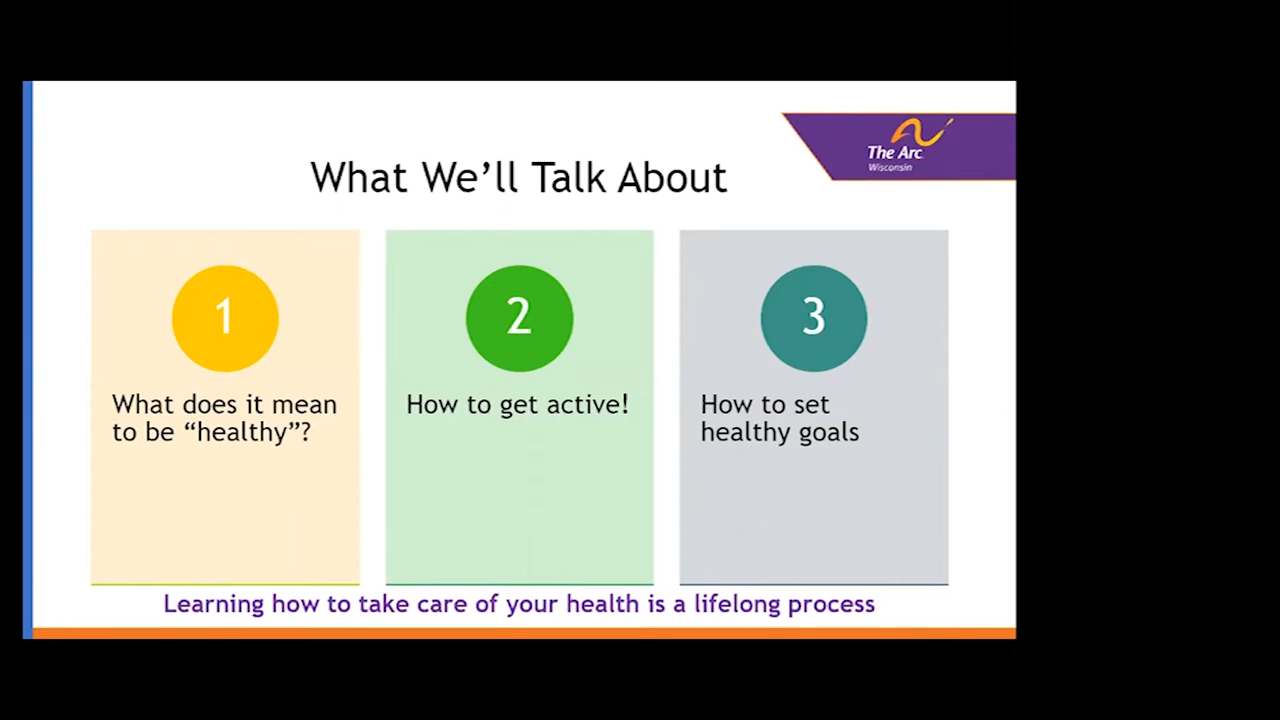 The Arc
Wisconsin
What We’ll Talk About
1
What does it mean
to be “healthy”?
2
How to get active!
3
How to set
healthy goals
Learning how to take care of your health is a lifelong process